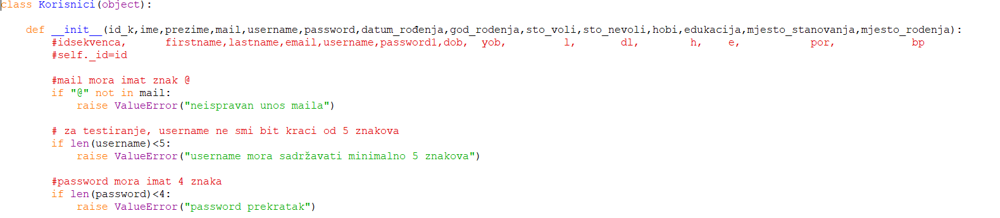 class Korisnici(object):
def __init__(id_k,ime,prezime,mail,username,password,datum_rođenja,god_rodenja,sto_voli,sto_nevoli,hobi,edukacija,mjesto_stanovanja,mjesto_rodenja):
#idsekvenca, firstname,lastname,email,username,password1,dob, yob, l, dl, h, e, por, bp
#self._id=id
#mail mora imat znak @
if "@" not in mail:
raise ValueError("neispravan unos maila")
# za testiranje, username ne smi bit kraci od 5 znakova
if len(username)<5:
raise ValueError("username mora sadržavati minimalno 5 znakova")
#password mora imat 4 znaka
if len(password)<4:
raise ValueError("password prekratak")